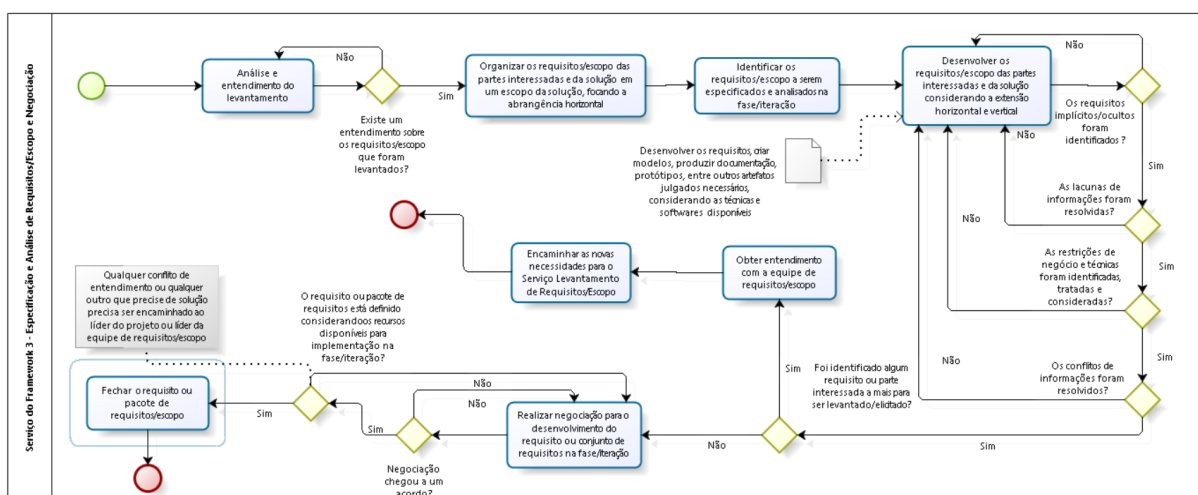 Serviço do Framework 3 - Especificação e Análise de Requisitos/Escopo e Negociação
Análise e
entendimento do
levantamento
Não
Sim
Existe um
entendimento sobre
os requisitos/escopo
que foram
levantados?
Organizar os requisitos/escopo das
partes interessadas e da solução em
um escopo da solução, focando a
abrangência horizontal
Identificar os
requisitos/escopo a serem
especificados e analisados na
fase/iteração
Desenvolver os
requisitos/escopo das partes
interessadas e da solução
considerando a extensão
horizontal e vertical
Não
Os requisitos
implícitos/ocultos
foram
identificados?
Sim
Desenvolver os requisitos, criar
modelos, produzir documentação,
protótipos, entre outros artefatos
julgados necessários,
considerando as técnicas e
softwares disponíveis
Não
As lacunas de
informações foram
resolvidas?
Sim
Não
As restrições de
negócio e técnicas
foram identificadas,
tratadas e
consideradas?
Sim
Não
Os conflitos de
informações foram
resolvidos?
Sim
Foi identificado algum
requisito ou parte
interessada a mais para
ser levantado/elicitado?
Sim
Não
Obter entendimento
com a equipe de
requisitos/escopo
Encaminhar as novas
necessidades para o
Serviço Levantamento
de Requisitos/Escopo
Realizar negociação para o
desenvolvimento do
requisito ou conjunto de
requisitos na fase/iteração
Não
Não
Negociação
chegou a um
acordo?
Sim
O requisito ou pacote de
requisitos está definido
considerandoos recursos
disponíveis para
implementação na
fase/iteração?
Sim
Qualquer conflito de
entendimento ou qualquer
outro que precise de solução
precisa ser encaminhado ao
líder do projeto ou líder da
equipe de requisitos/escopo
Fechar o requisito ou
pacote de
requisitos/escopo